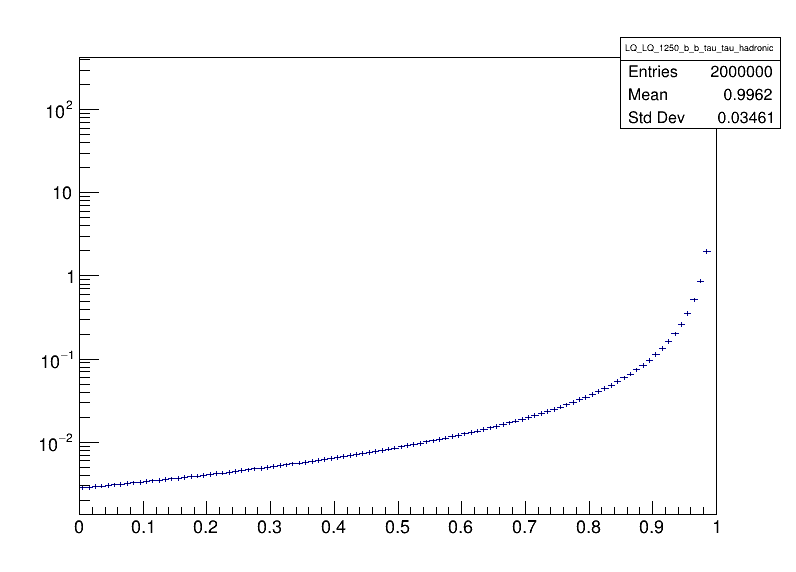 LQ_LQ_1250_b_b_tau_tau_hadronic
Entries 2000000
Mean 0.9962
Std Dev 0.03461
10²
10
1
10⁻¹
10⁻²
0 0.1 0.2 0.3 0.4 0.5 0.6 0.7 0.8 0.9 1